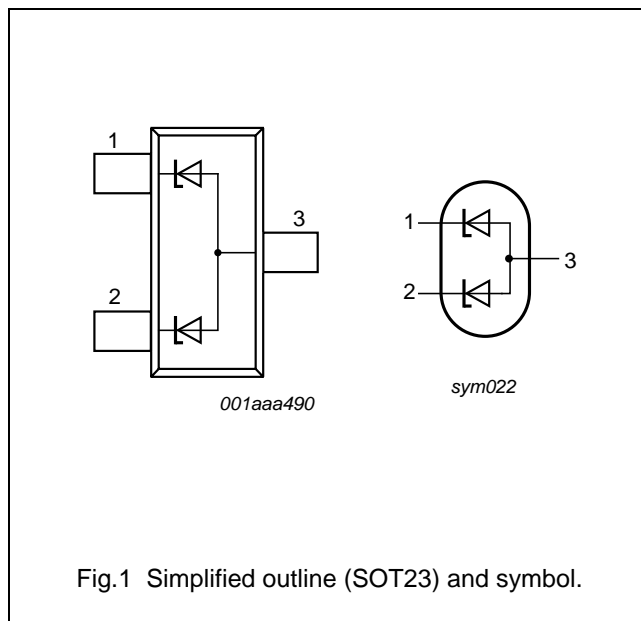 1
3
2
001aaa490
1
3
2
sym022
Fig.1 Simplified outline (SOT23) and symbol.